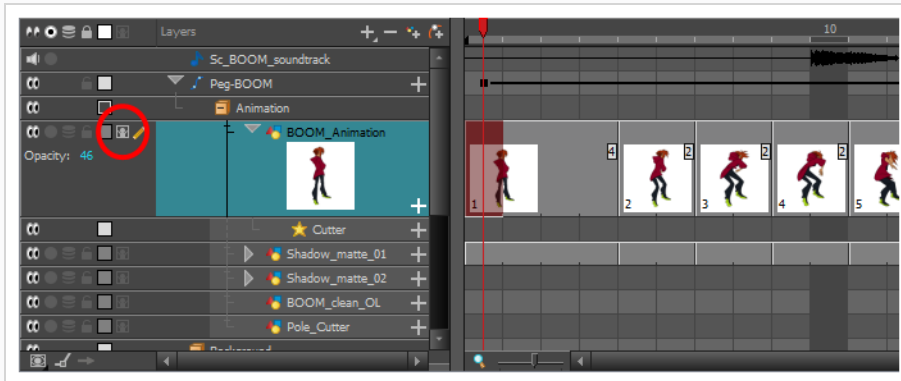 Layers
10
Sc_BOOM_soundtrack
Peg-BOOM
Animation
BOOM_Animation
Opacity: 46
4 2 2 2
1 2 3 4 5
Cutter
Shadow_matte_01
Shadow_matte_02
BOOM_clean_OL
Pole_Cutter
Background